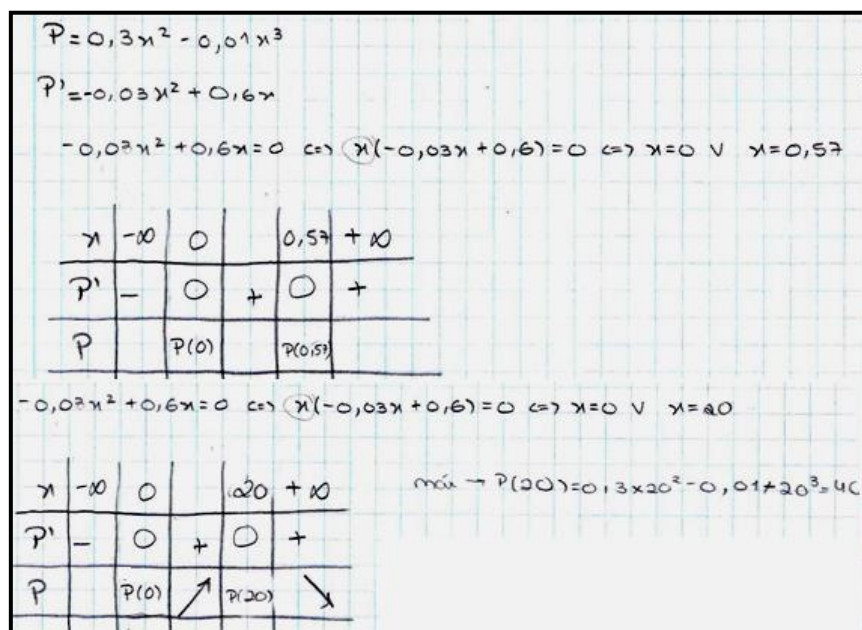 P=0,3x²-0,01x³
P'=-0,03x²+0,6x
-0,03x²+0,6x=0 <=> x(-0,03x+0,6)=0 <=> x=0 ∨ x=0,57
x -∞ 0 0,57 +∞
P' - 0 + 0 +
P P(0) P(0,57)
-0,03x²+0,6x=0 <=> x(-0,03x+0,6)=0 <=> x=0 ∨ x=20
x -∞ 0 20 +∞ → P(20)=0,3×20²-0,01×20³=40
P' - 0 + 0 +
P P(0) ↗ P(20) ↘